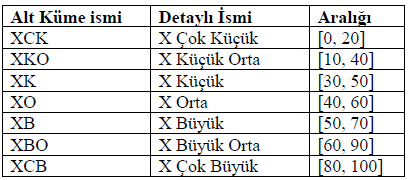 Alt Küme ismi Detaylı İsmi Aralığı
XCK X Çok Küçük [0, 20]
XKO X Küçük Orta [10, 40]
XK X Küçük [30, 50]
XO X Orta [40, 60]
XB X Büyük [50, 70]
XBO X Büyük Orta [60, 90]
XCB X Çok Büyük [80, 100]